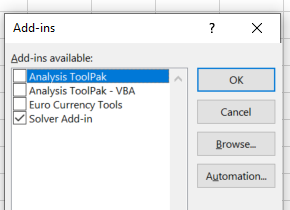 Add-ins
?
Add-ins available:
Analysis ToolPak
Analysis ToolPak - VBA
Euro Currency Tools
Solver Add-in
OK
Cancel
Browse...
Automation...